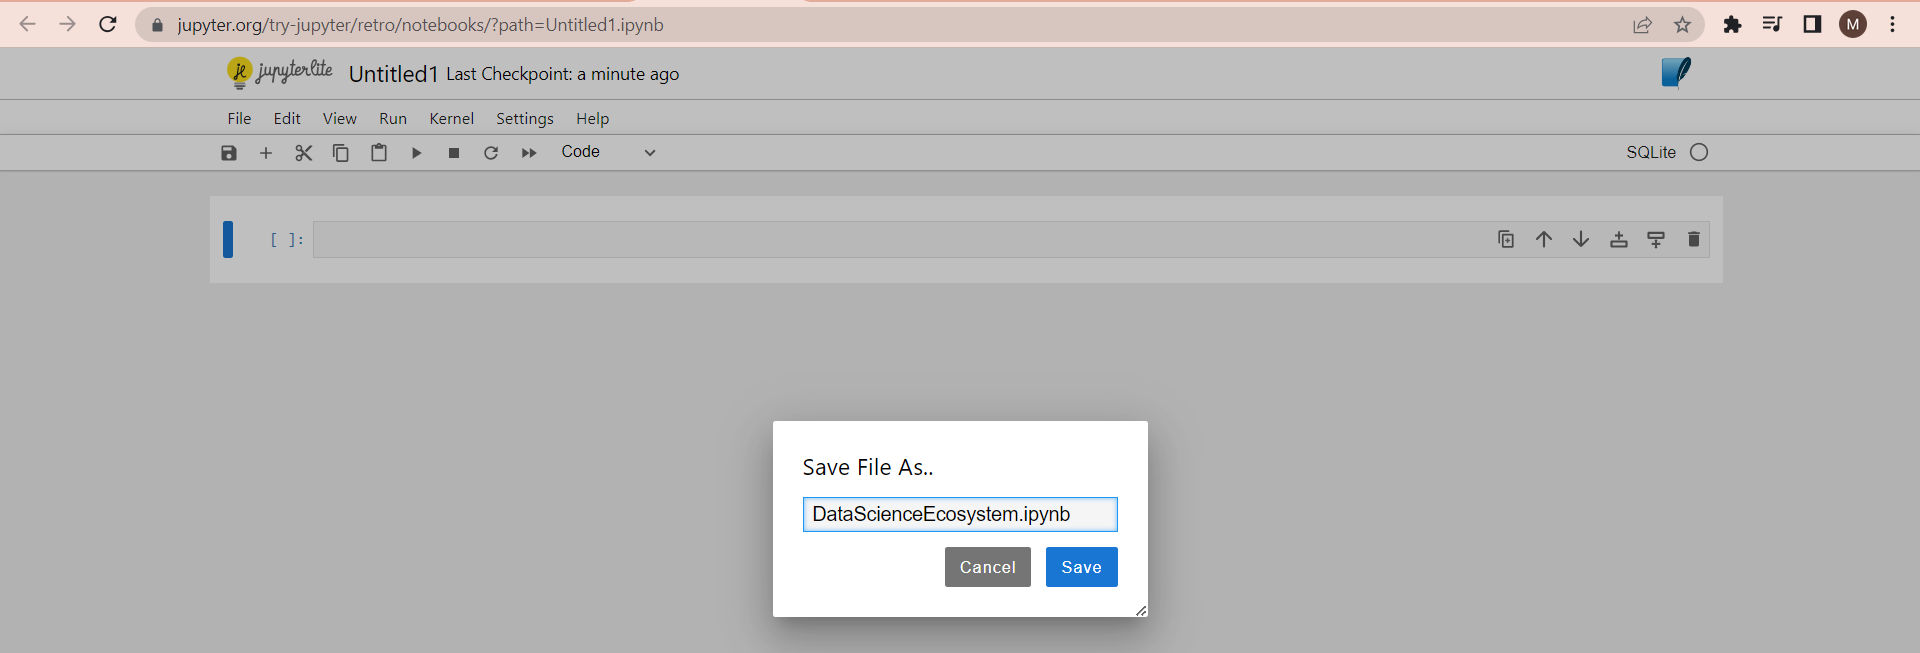 jupyter.org/try-jupyter/retro/notebooks/?path=Untitled1.ipynb
M
jupyterlite Untitled1 Last Checkpoint: a minute ago
File Edit View Run Kernel Settings Help
Code SQLite
[ ]:
Save File As..
DataScienceEcosystem.ipynb
Cancel Save